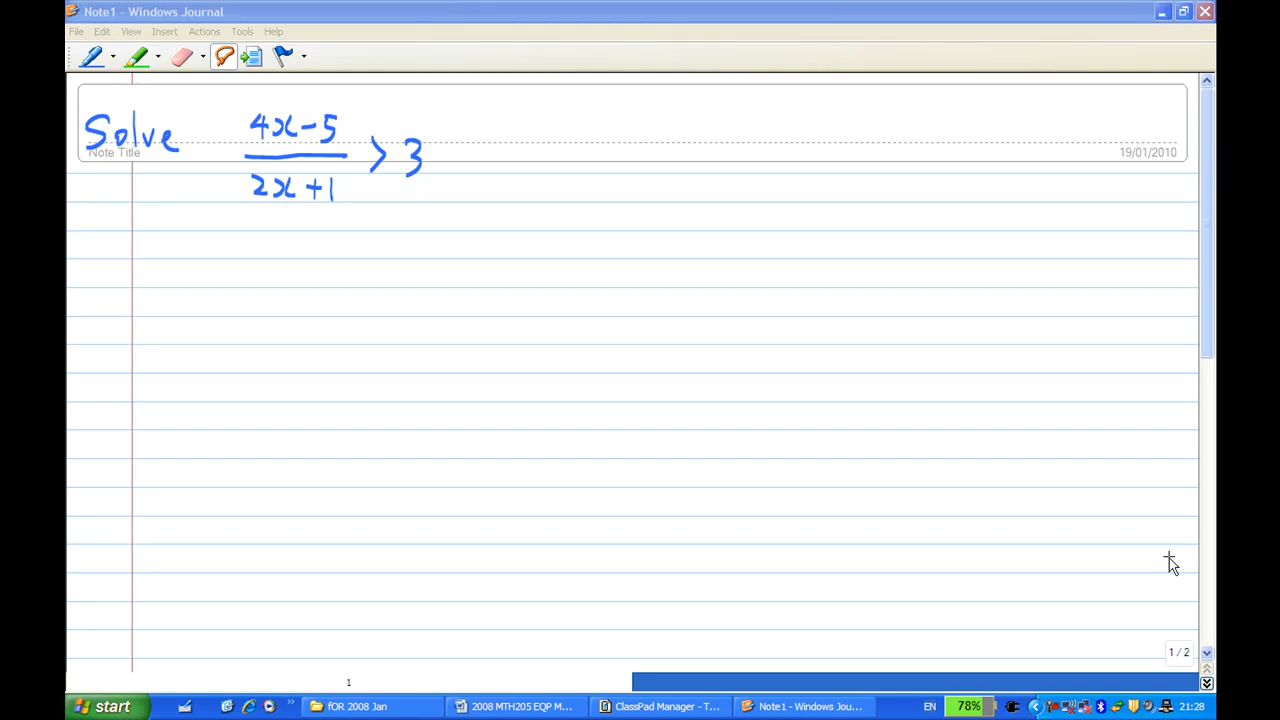 Note1 - Windows Journal
File Edit View Insert Actions Tools Help
Solve 4x-5
Note Title
> 3
19/01/2010
2x+1
1 / 2
1
start
fOR 2008 Jan
2008 MTH205 EQP M...
ClassPad Manager - T...
Note1 - Windows Jou...
EN
78%
21:28